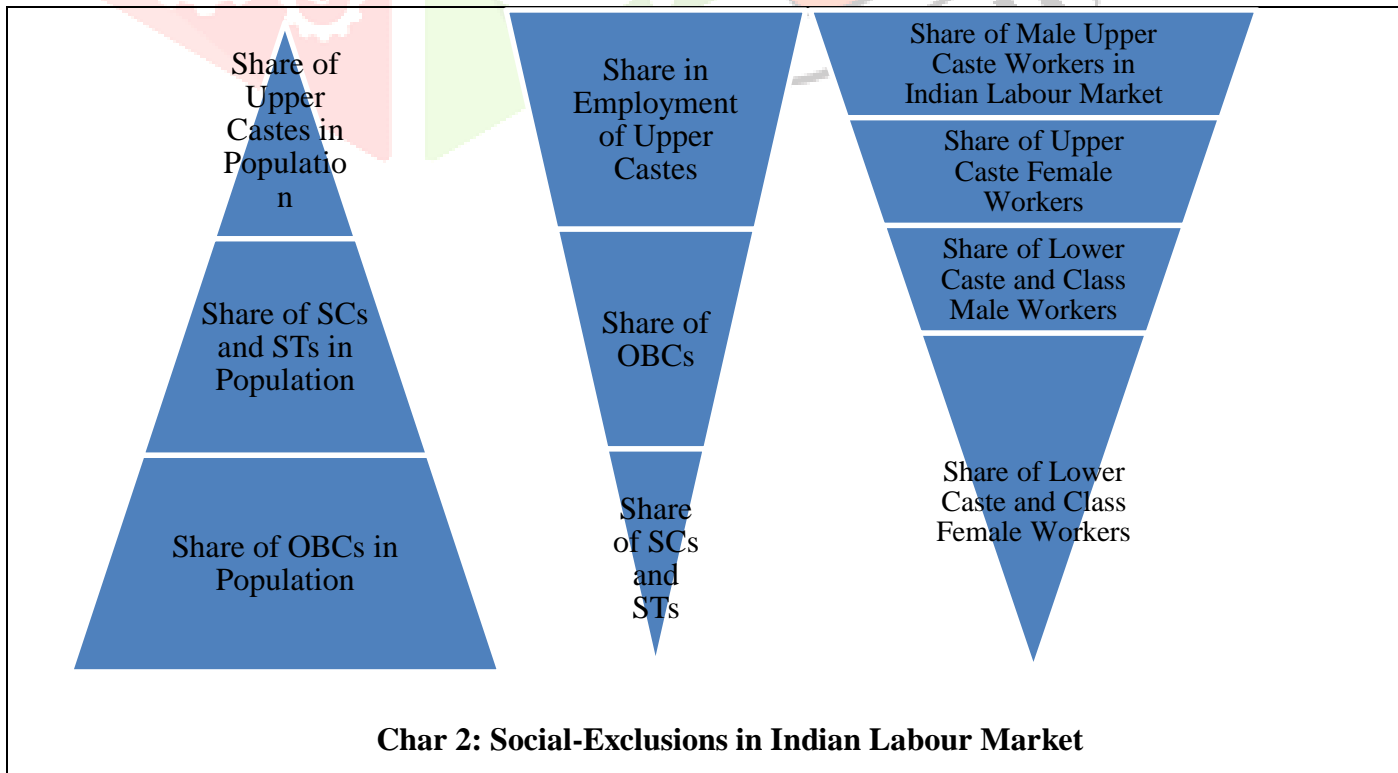 Share of
Upper
Castes in
Populatio
n
Share of SCs
and STs in
Population
Share of OBCs in
Population
Share in
Employment
of Upper
Castes
Share of
OBCs
Share
of SCs
and
STs
Share of Male Upper
Caste Workers in
Indian Labour Market
Share of Upper
Caste Female
Workers
Share of Lower
Caste and Class
Male Workers
Share of Lower
Caste and Class
Female Workers
Char 2: Social-Exclusions in Indian Labour Market